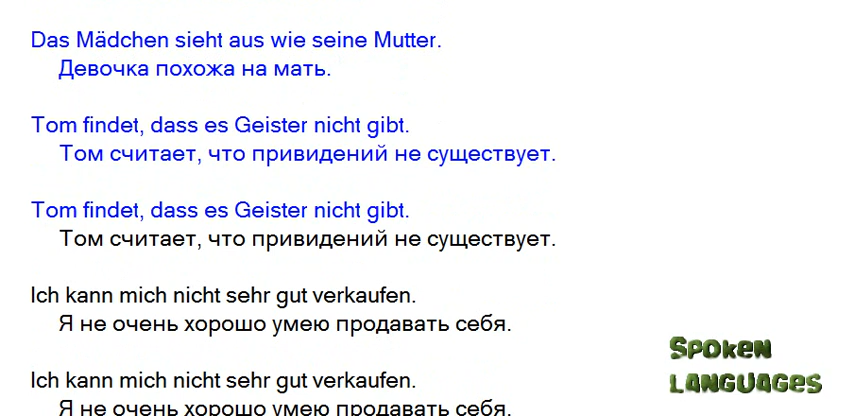 Das Mädchen sieht aus wie seine Mutter.
Девочка похожа на мать.
Tom findet, dass es Geister nicht gibt.
Том считает, что привидений не существует.
Tom findet, dass es Geister nicht gibt.
Том считает, что привидений не существует.
Ich kann mich nicht sehr gut verkaufen.
Я не очень хорошо умею продавать себя.
Ich kann mich nicht sehr gut verkaufen.
Я не очень хорошо умею продавать себя.
Spoken
Languages